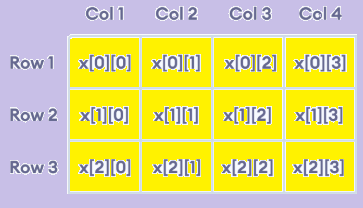 Col 1 Col 2 Col 3 Col 4
Row 1 x[0][0] x[0][1] x[0][2] x[0][3]
Row 2 x[1][0] x[1][1] x[1][2] x[1][3]
Row 3 x[2][0] x[2][1] x[2][2] x[2][3]